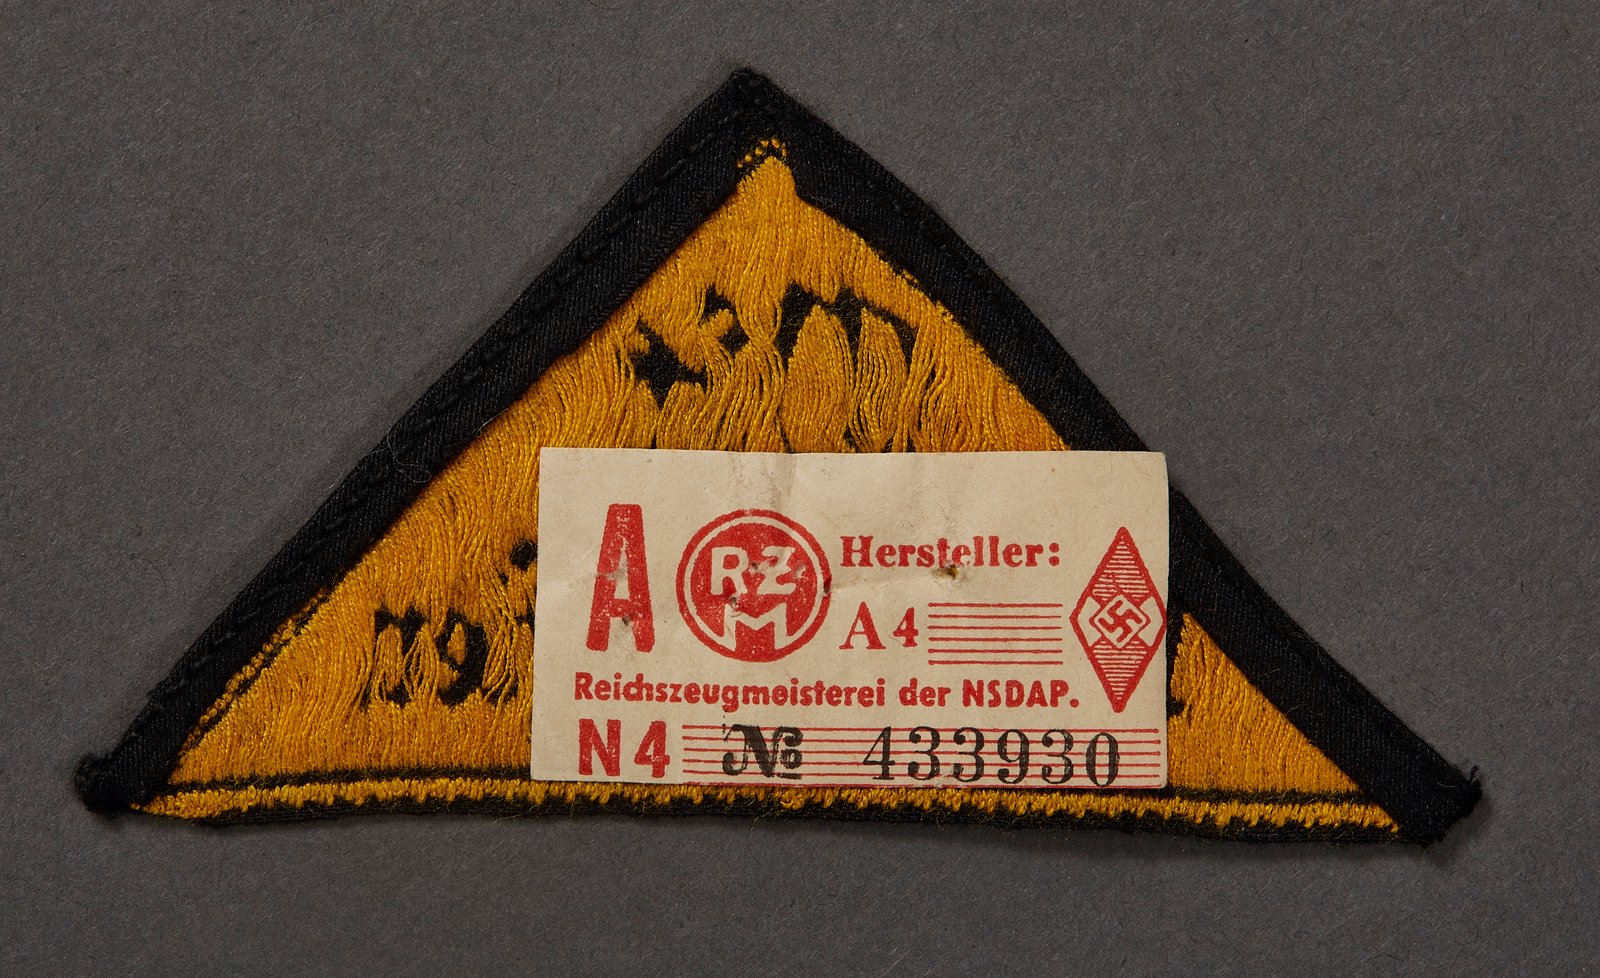 A RZM Hersteller:
A4
Reichszeugmeisterei der NSDAP.
N4 No 433930